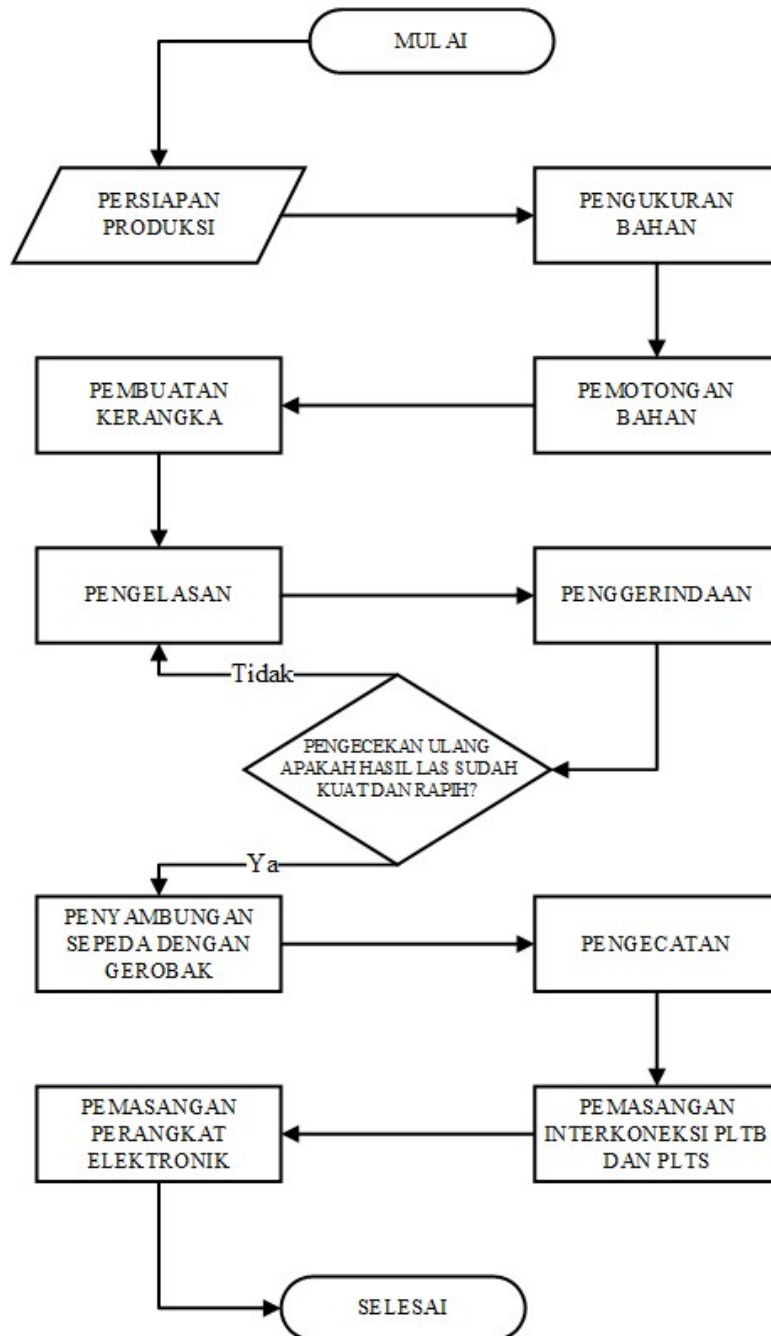 MULAI
PERSIAPAN
PRODUKSI
PENGUKURAN
BAHAN
PEMOTONGAN
BAHAN
PEMBUATAN
KERANGKA
PENGELASAN
PENGGERINDAAN
Tidak
PENGECEKAN ULANG
APAKAH HASIL LAS SUDAH
KUAT DAN RAPIH?
Ya
PENYAMBUNGAN
SEPEDA DENGAN
GEROBAK
PENGECATAN
PEMASANGAN
INTERKONEKSI PLTB
DAN PLTS
PEMASANGAN
PERANGKAT
ELEKTRONIK
SELESAI